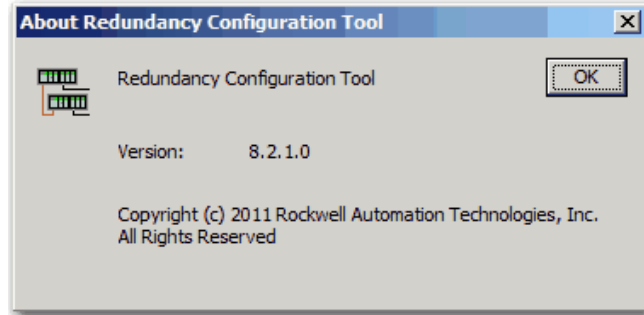 About Redundancy Configuration Tool
Redundancy Configuration Tool
OK
Version: 8.2.1.0
Copyright (c) 2011 Rockwell Automation Technologies, Inc.
All Rights Reserved